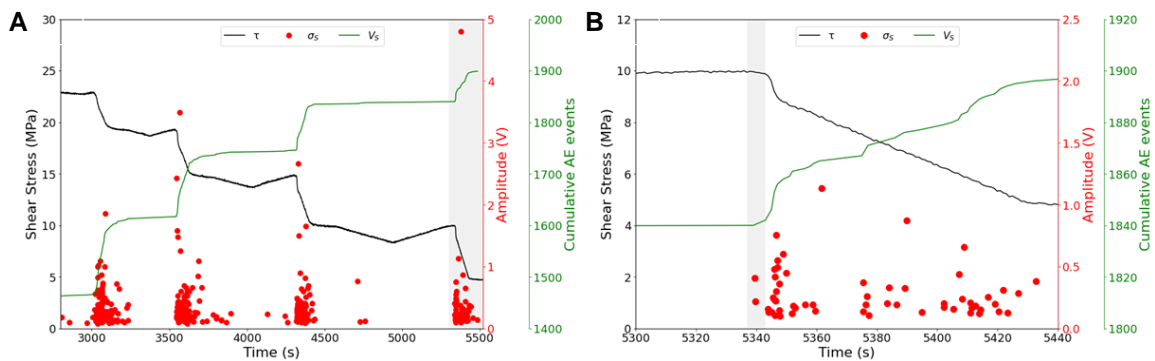 A
τ σS VS
30
25
20
15
10
5
0
Shear Stress (MPa)
5
4
3
2
1
0
Amplitude (V)
2000
1900
1800
1700
1600
1500
1400
Cumulative AE events
3000 3500 4000 4500 5000 5500
Time (s)
B
τ σS VS
12
10
8
6
4
2
0
Shear Stress (MPa)
2.5
2.0
1.5
1.0
0.5
0.0
Amplitude (V)
1920
1900
1880
1860
1840
1820
1800
Cumulative AE events
5300 5320 5340 5360 5380 5400 5420 5440
Time (s)